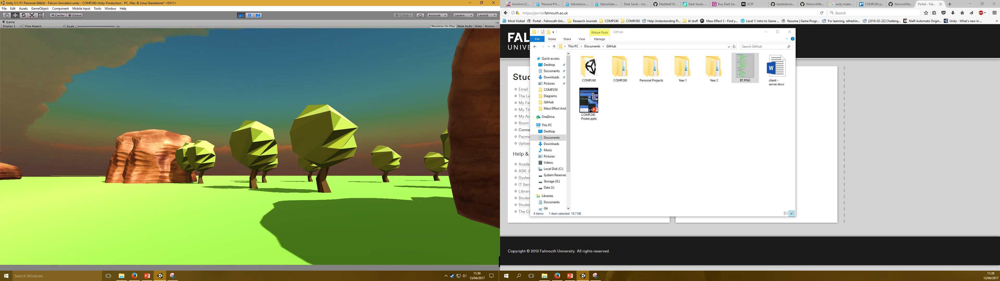 Unity 5.5.1f1 Personal (64bit) - Falcon-Simulator.unity - COMP240-Unity-Production - PC, Mac & Linux Standalone* <DX11>
File Edit Assets GameObject Component Mobile Input Tools Window Help
Center Global Collab Account Layers Layout
Game
Display 1 Free Aspect Scale 1x Maximize On Play Mute Audio Stats Gizmos
AmiAmi [C... Persona®4 ... Adventure ... SteinsGate ... Dark Souls - Ins... MaddieK19... Dark Souls: ... Buy Dark So... SCIP teasterbroo... WarwickNe... unity make ... COMP240 p... WarwickNe... Portal - Fal...
https://portal.falmouth.ac.uk
Search
Most Visited Portal - Falmouth Uni... Research Journals COMP240 COMP260 Help Understanding Fl... AI stuff Mass Effect 3 - Find y... Level 1: Intro to Game ... Resume | Game Progr... For learning, refreshin... [2016-02-22] Challeng... NieR Automata Origin... Unity - What's new in ...
FAL
UNIVE
Stud
Email
The Le
My Fal
My Tim
My Ac
Room
Conne
Payme
Upload
Help &
Acade
ASK: A
Dyslex
IT Serv
Library
Studen
Studen
The Co
Picture Tools GitHub
File Home Share View Manage
This PC Documents GitHub
Search GitHub
Quick access
Desktop
Documents
Downloads
Pictures
COMP250
Diagrams
GitHub
Mass Effect And
OneDrive
This PC
Desktop
Documents
Downloads
Music
Pictures
Videos
Local Disk (C:)
System Reserved
Storage (G:)
Data (I:)
Libraries
Documents
Git
COMP240
COMP260
Personal Projects
Year 1
Year 2
BT.PNG
client -
server.docx
COMP240
Poster.pptx
8 items 1 item selected 19.7 KB
Copyright © 2013 Falmouth University. All rights reserved.
Search Windows
11:39
13/04/2017
11:39
13/04/2017